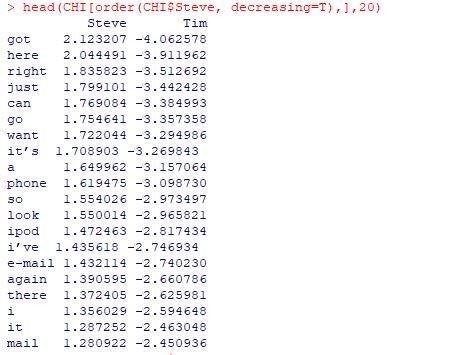 > head(CHI[order(CHI$Steve, decreasing=T),],20)
Steve Tim
got 2.123207 -4.062578
here 2.044491 -3.911962
right 1.835823 -3.512692
just 1.799101 -3.442428
can 1.769084 -3.384993
go 1.754641 -3.357358
want 1.722044 -3.294986
it’s 1.708903 -3.269843
a 1.649962 -3.157064
phone 1.619475 -3.098730
so 1.554026 -2.973497
look 1.550014 -2.965821
ipod 1.472463 -2.817434
i’ve 1.435618 -2.746934
e-mail 1.432114 -2.740230
again 1.390595 -2.660786
there 1.372405 -2.625981
i 1.356029 -2.594648
it 1.287252 -2.463048
mail 1.280922 -2.450936